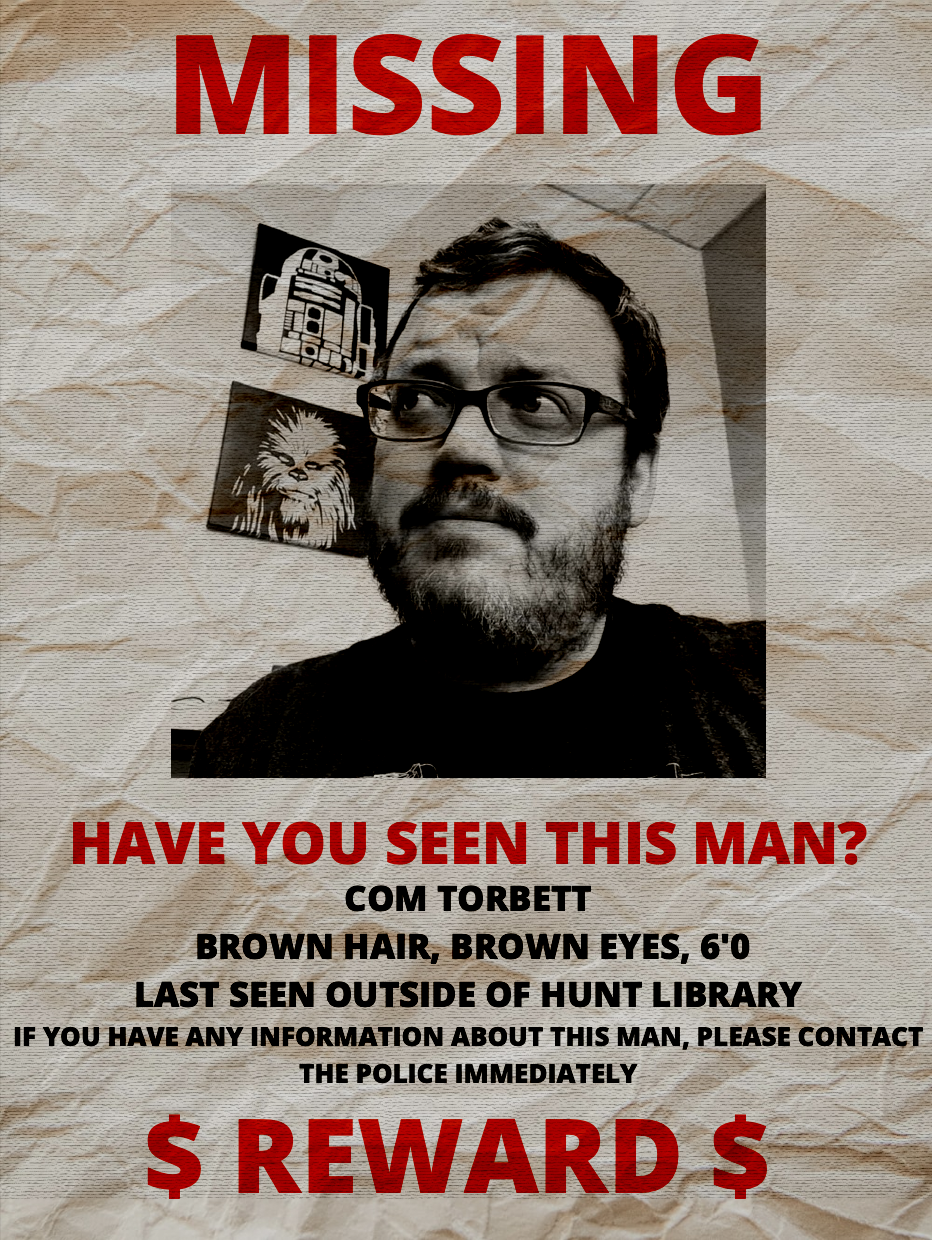 MISSING
HAVE YOU SEEN THIS MAN?
COM TORBETT
BROWN HAIR, BROWN EYES, 6'0
LAST SEEN OUTSIDE OF HUNT LIBRARY
IF YOU HAVE ANY INFORMATION ABOUT THIS MAN, PLEASE CONTACT
THE POLICE IMMEDIATELY
$ REWARD $